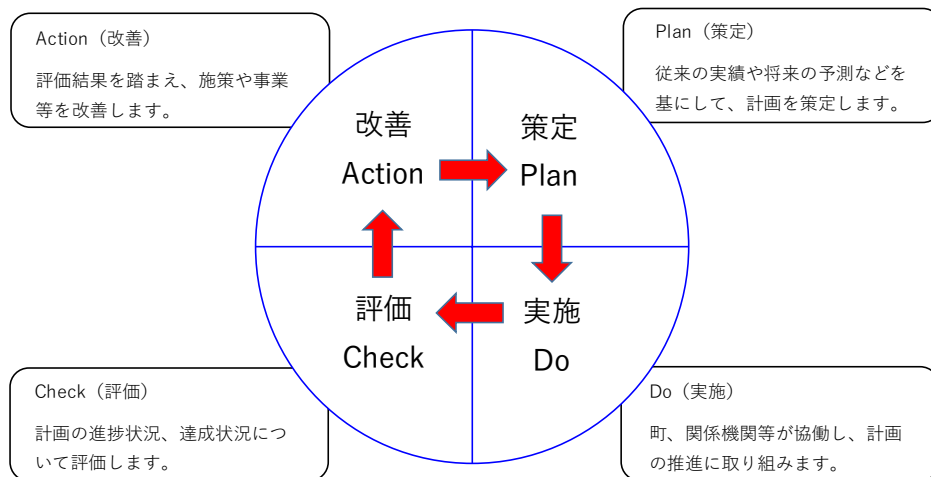 Action（改善）
評価結果を踏まえ、施策や事業
等を改善します。
Plan（策定）
従来の実績や将来の予測などを
基にして、計画を策定します。
改善
Action
策定
Plan
評価
Check
実施
Do
Check（評価）
計画の進捗状況、達成状況につ
いて評価します。
Do（実施）
町、関係機関等が協働し、計画
の推進に取り組みます。